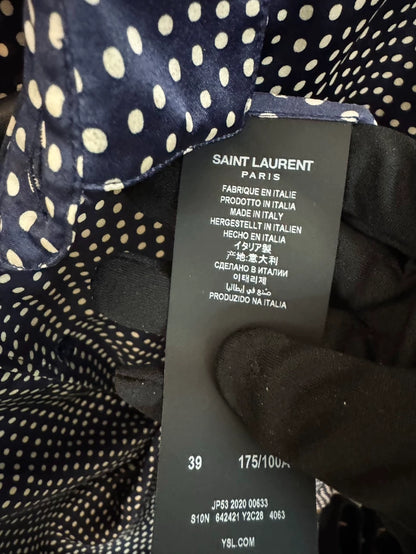 SAINT LAURENT
PARIS
FABRIQUE EN ITALIE
PRODOTTO IN ITALIA
MADE IN ITALY
HERGESTELLT IN ITALIEN
HECHO EN ITALIA
イタリア製
产地:意大利
СДЕЛАНО В ИТАЛИИ
이태리제
صنع في إيطاليا
PRODUZIDO NA ITALIA
39 175/100A
JP53 2020 00633
S10N 642421 Y2C28 4063
YSL.COM